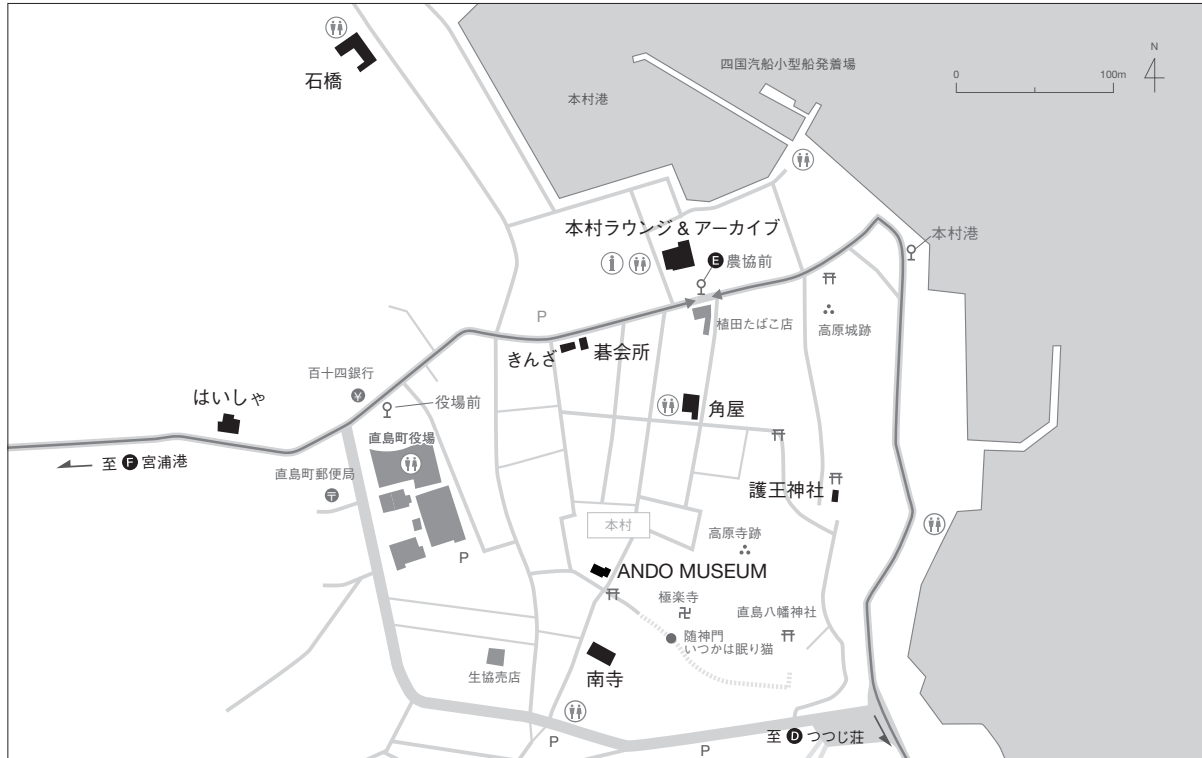 石橋
本村港
四国汽船小型船発着場
0
100m
N
本村ラウンジ & アーカイブ
本村港
E 農協前
P
植田たばこ店
高原城跡
きんざ
碁会所
百十四銀行
¥
はいしゃ
役場前
角屋
直島町役場
至 F 宮浦港
直島町郵便局
〒
護王神社
本村
高原寺跡
P
ANDO MUSEUM
極楽寺
卍
直島八幡神社
随神門
いつかは眠り猫
生協売店
南寺
P
P
至 D つつじ荘